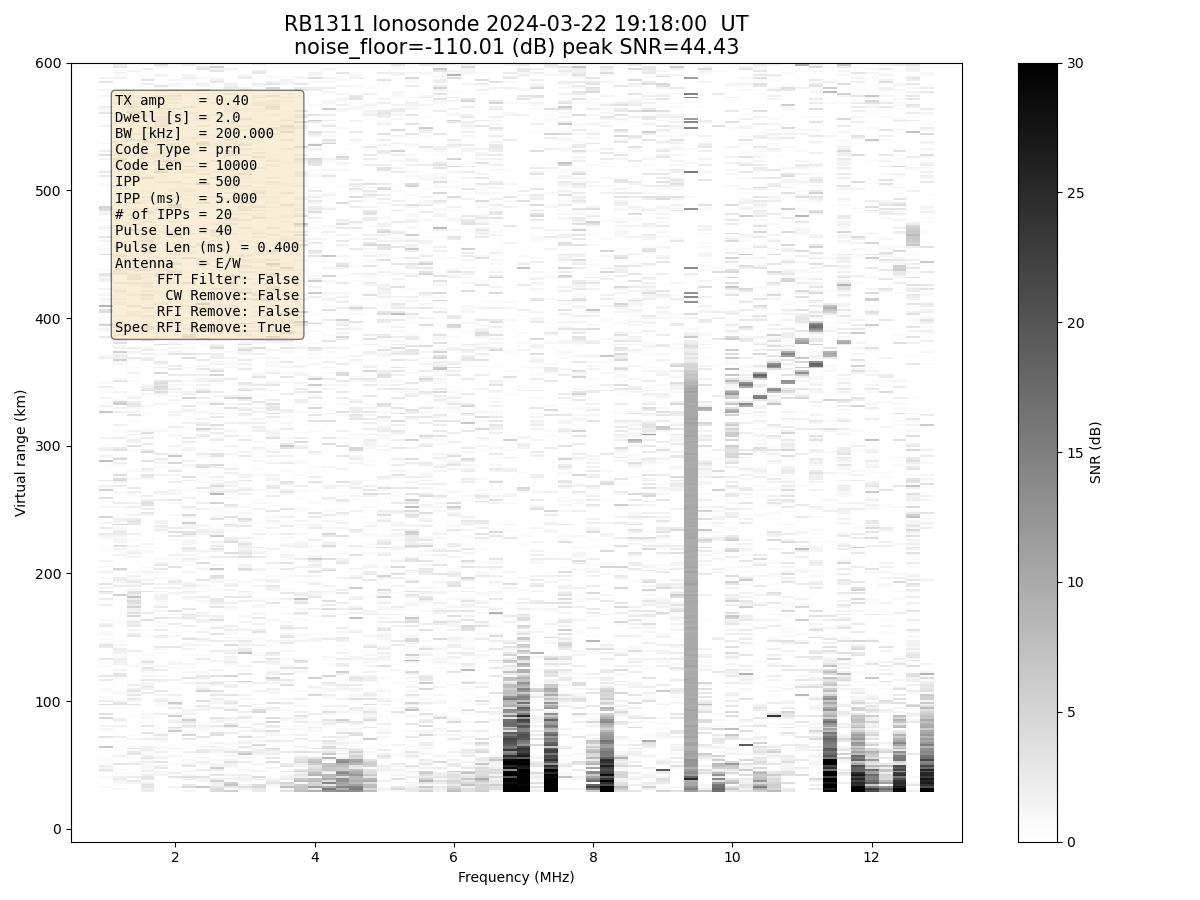 RB1311 Ionosonde 2024-03-22 19:18:00  UT
noise_floor=-110.01 (dB) peak SNR=44.43
600
500
400
300
200
100
0
Virtual range (km)
TX amp    = 0.40
Dwell [s] = 2.0
BW [kHz]  = 200.000
Code Type = prn
Code Len  = 10000
IPP       = 500
IPP (ms)  = 5.000
# of IPPs = 20
Pulse Len = 40
Pulse Len (ms) = 0.400
Antenna   = E/W
FFT Filter: False
CW Remove: False
RFI Remove: False
Spec RFI Remove: True
2 4 6 8 10 12
Frequency (MHz)
30
25
20
15
10
5
0
SNR (dB)